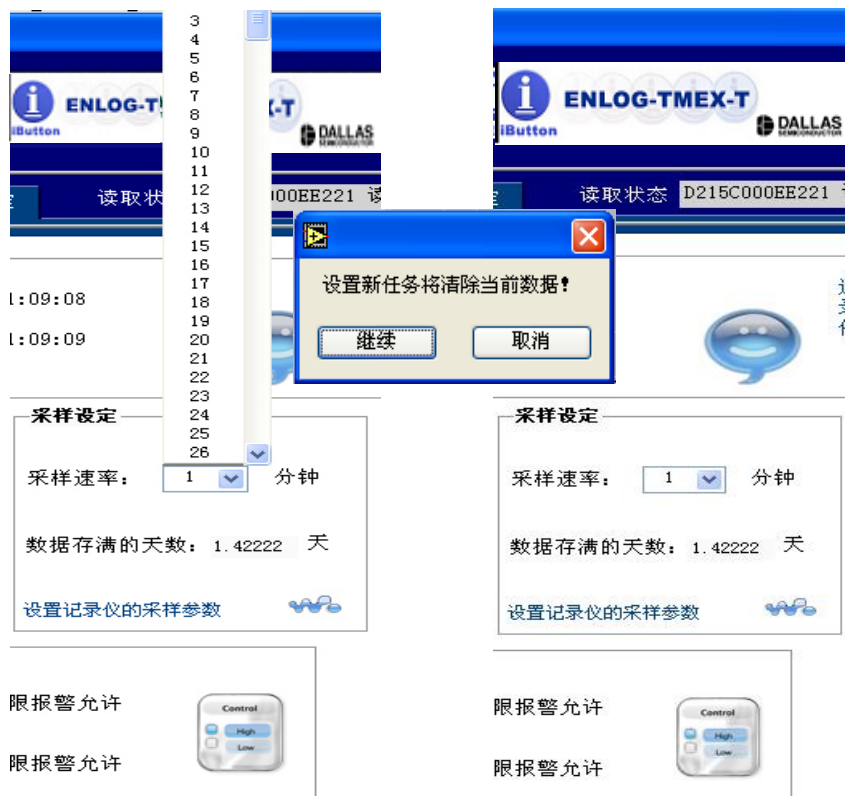 3
4
5
6
7
8
9
10
11
12
13
14
15
16
17
18
19
20
21
22
23
24
25
26
iButton
ENLOG-T
X-T
DALLAS
SEMICONDUCTOR
读取状
00EE221 读
1:09:08
1:09:09
采样设定
采样速率： 1 分钟
数据存满的天数： 1.42222 天
设置记录仪的采样参数
限报警允许
限报警允许
Control
High
Low
设置新任务将清除当前数据!
继续 取消
iButton
ENLOG-TMEX-T
DALLAS
SEMICONDUCTOR
读取状态 D215C000EE221
采样设定
采样速率： 1 分钟
数据存满的天数： 1.42222 天
设置记录仪的采样参数
限报警允许
限报警允许
Control
High
Low